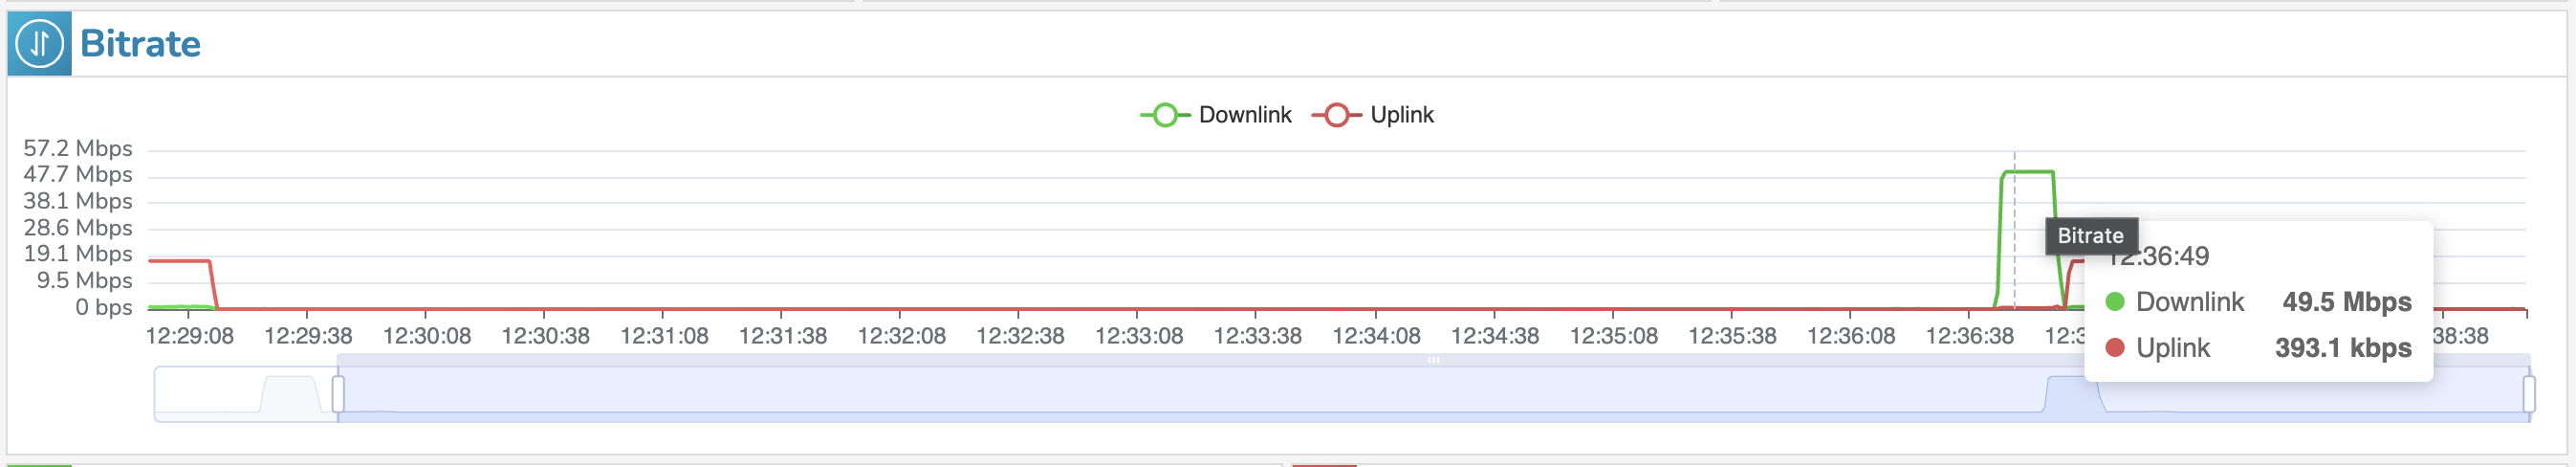 Bitrate
Downlink Uplink
57.2 Mbps
47.7 Mbps
38.1 Mbps
28.6 Mbps
19.1 Mbps
9.5 Mbps
0 bps
Bitrate
12:36:49
Downlink 49.5 Mbps
Uplink 393.1 kbps
12:29:08 12:29:38 12:30:08 12:30:38 12:31:08 12:31:38 12:32:08 12:32:38 12:33:08 12:33:38 12:34:08 12:34:38 12:35:08 12:35:38 12:36:08 12:36:38 12:3 38:38